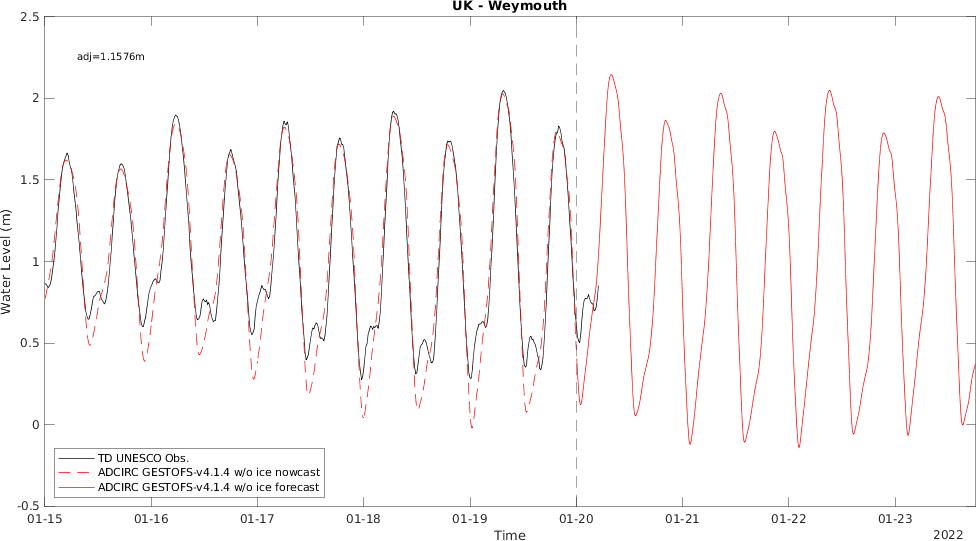 UK - Weymouth
adj=1.1576m
Water Level (m)
2.5
2
1.5
1
0.5
0
-0.5
TD UNESCO Obs.
ADCIRC GESTOFS-v4.1.4 w/o ice nowcast
ADCIRC GESTOFS-v4.1.4 w/o ice forecast
01-15 01-16 01-17 01-18 01-19 01-20 01-21 01-22 01-23
Time
2022